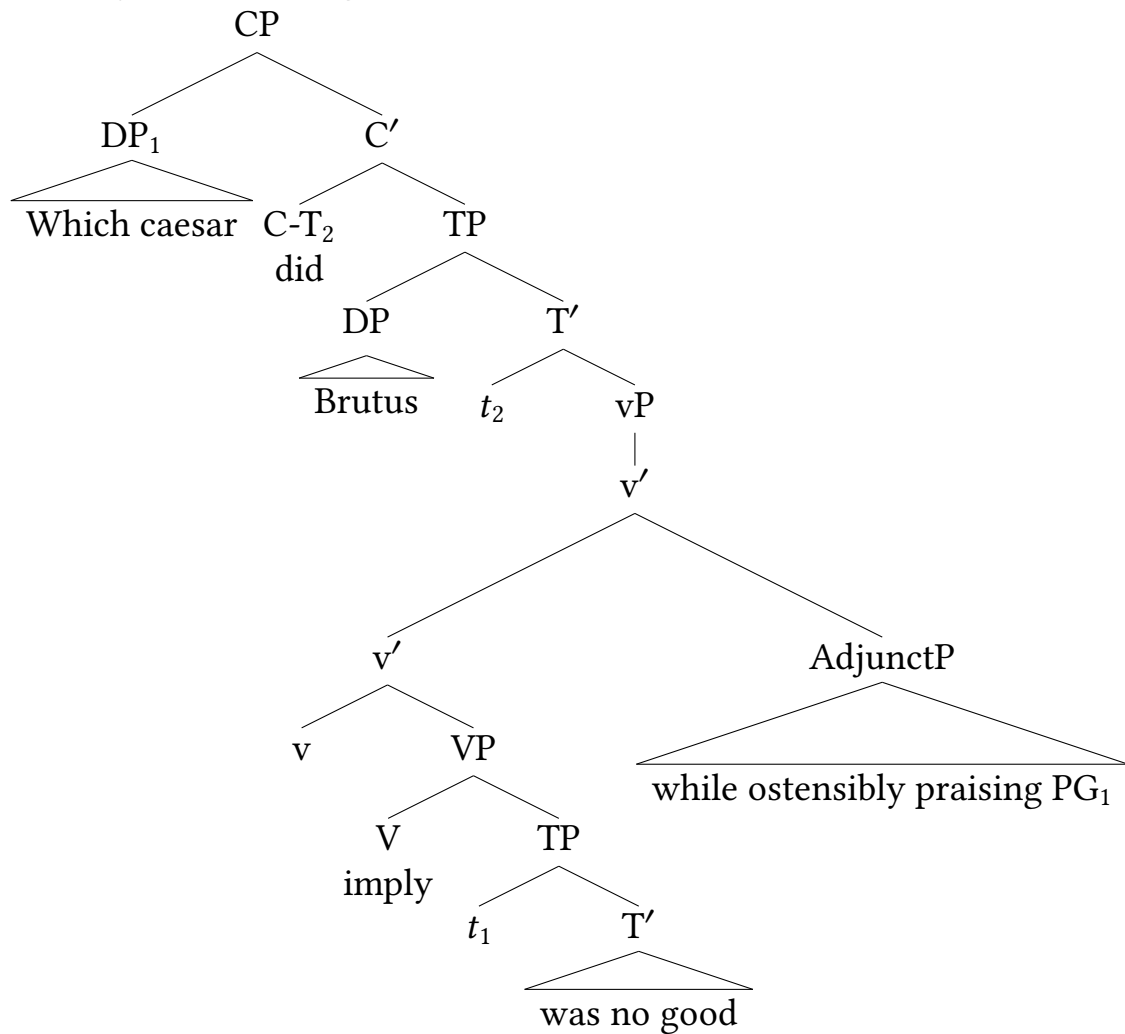 CP
DP₁ C′
Which caesar C-T₂ TP
did
DP T′
Brutus t₂ vP
v′
v′ AdjunctP
v VP
while ostensibly praising PG₁
V TP
imply
t₁ T′
was no good